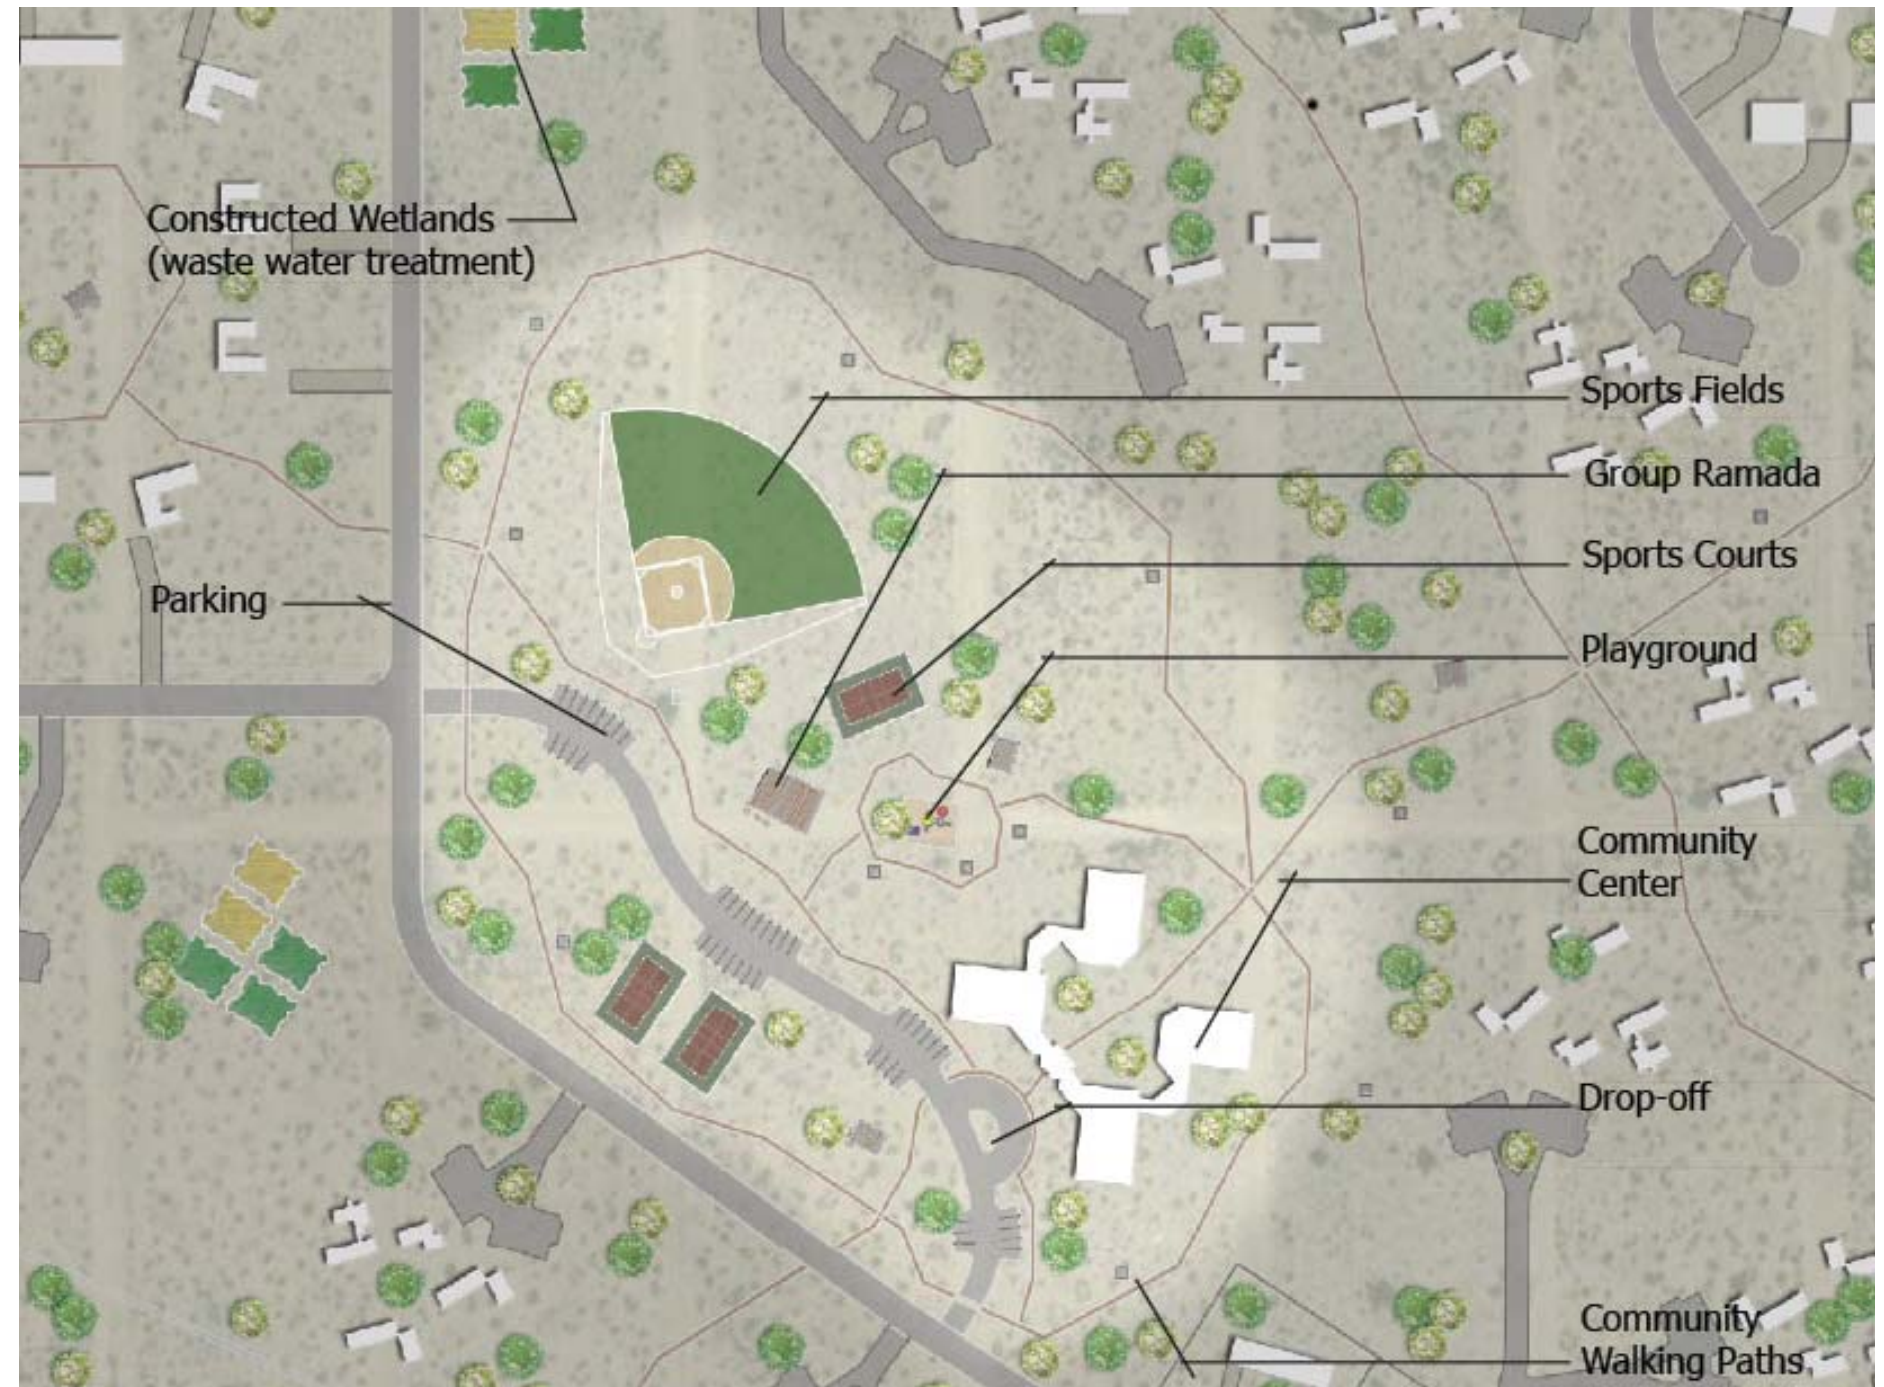 Constructed Wetlands
(waste water treatment)
Sports Fields
Group Ramada
Sports Courts
Parking
Playground
Community
Center
Drop-off
Community
Walking Paths